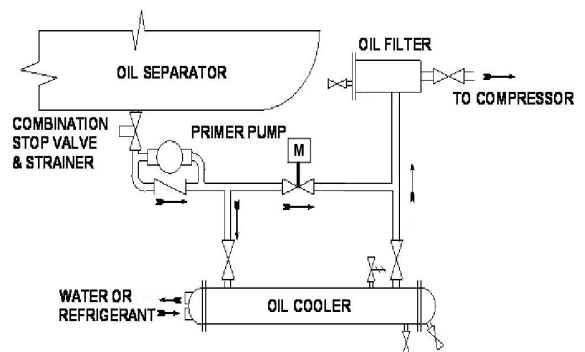 OIL SEPARATOR
OIL FILTER
TO COMPRESSOR
COMBINATION
STOP VALVE
& STRAINER
PRIMER PUMP
M
WATER OR
REFRIGERANT
OIL COOLER